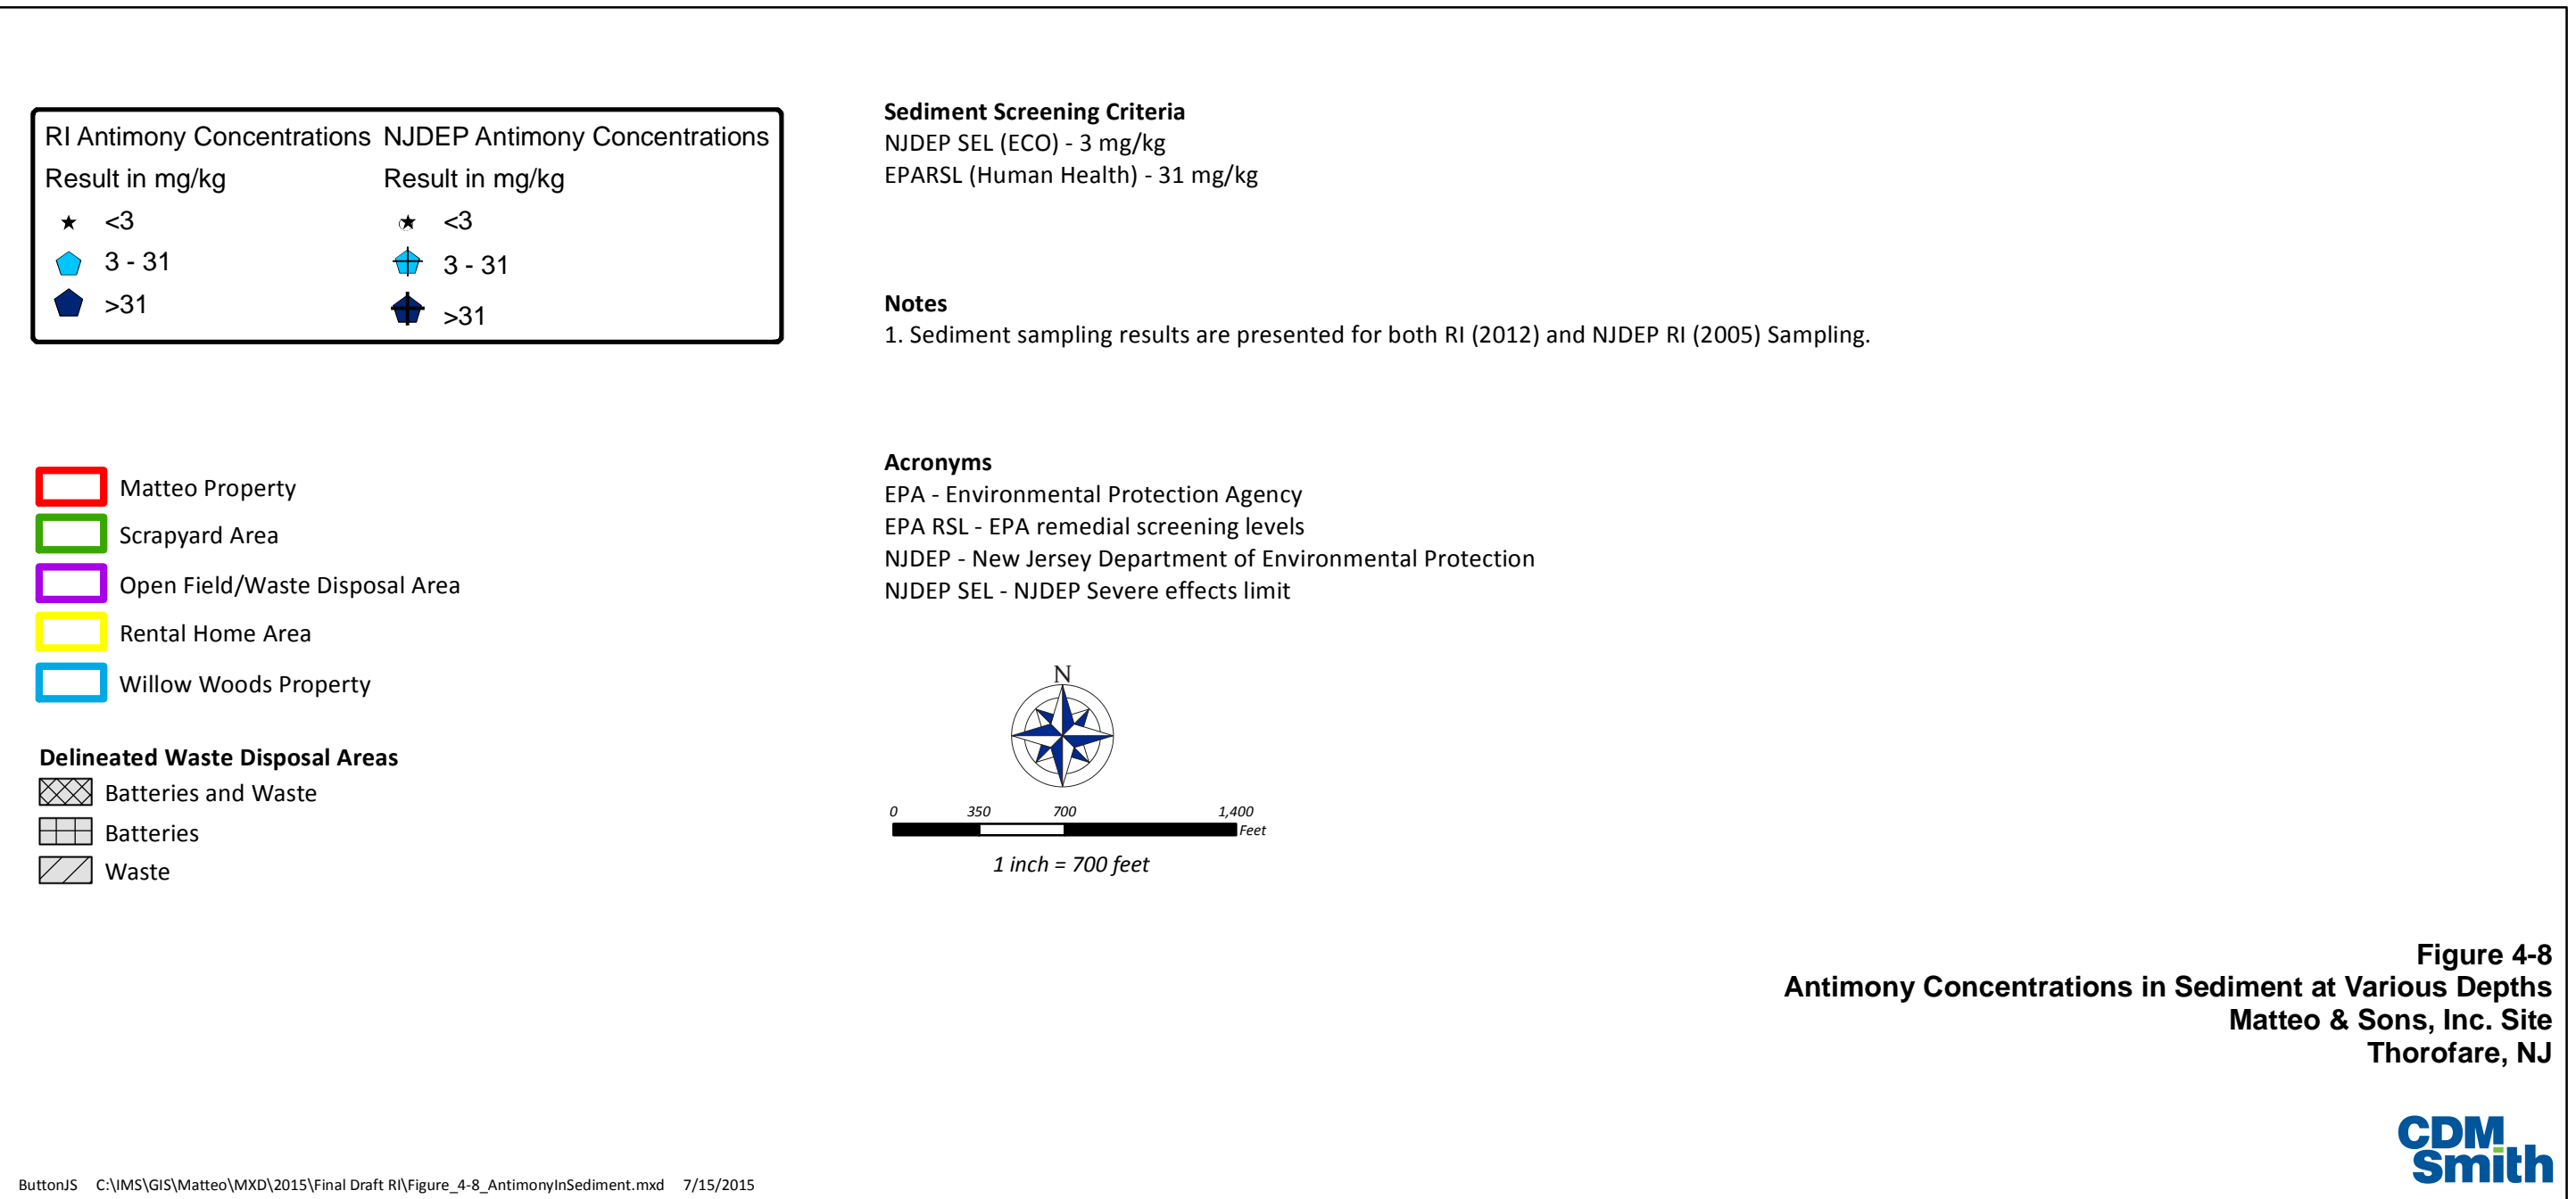 RI Antimony Concentrations NJDEP Antimony Concentrations
Result in mg/kg Result in mg/kg
<3 <3
3 - 31 3 - 31
>31 >31
Matteo Property
Scrapyard Area
Open Field/Waste Disposal Area
Rental Home Area
Willow Woods Property
Delineated Waste Disposal Areas
Batteries and Waste
Batteries
Waste
Sediment Screening Criteria
NJDEP SEL (ECO) - 3 mg/kg
EPARSL (Human Health) - 31 mg/kg
Notes
1. Sediment sampling results are presented for both RI (2012) and NJDEP RI (2005) Sampling.
Acronyms
EPA - Environmental Protection Agency
EPA RSL - EPA remedial screening levels
NJDEP - New Jersey Department of Environmental Protection
NJDEP SEL - NJDEP Severe effects limit
N
0 350 700 1,400
Feet
1 inch = 700 feet
Figure 4-8
Antimony Concentrations in Sediment at Various Depths
Matteo & Sons, Inc. Site
Thorofare, NJ
CDM
Smith
ButtonJS C:\IMS\GIS\Matteo\MXD\2015\Final Draft RI\Figure_4-8_AntimonyInSediment.mxd 7/15/2015